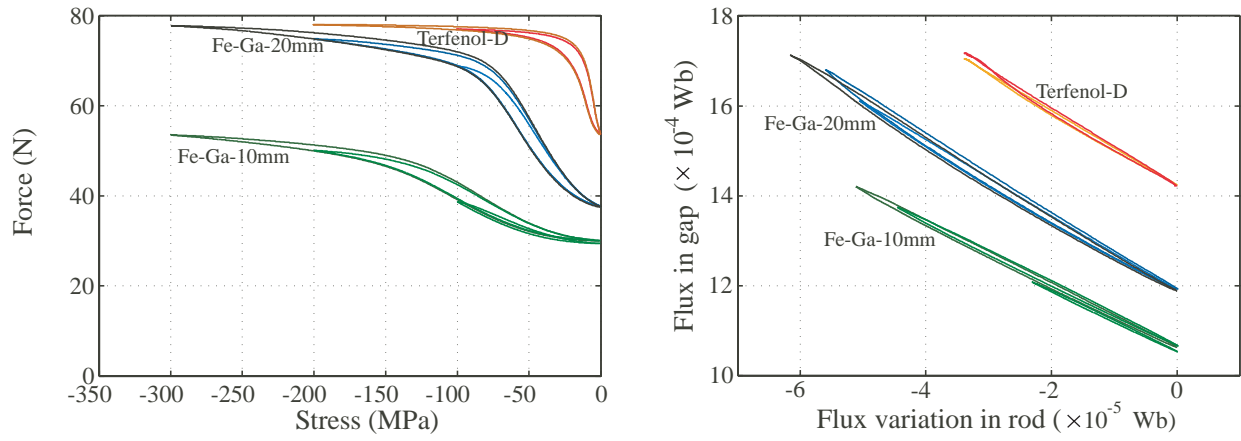 Force (N)
80
60
40
20
0
-350 -300 -250 -200 -150 -100 -50 0
Stress (MPa)
Fe-Ga-20mm
Terfenol-D
Fe-Ga-10mm
Flux in gap (× 10⁻⁴ Wb)
18
16
14
12
10
-6 -4 -2 0
Flux variation in rod (×10⁻⁵ Wb)
Terfenol-D
Fe-Ga-20mm
Fe-Ga-10mm